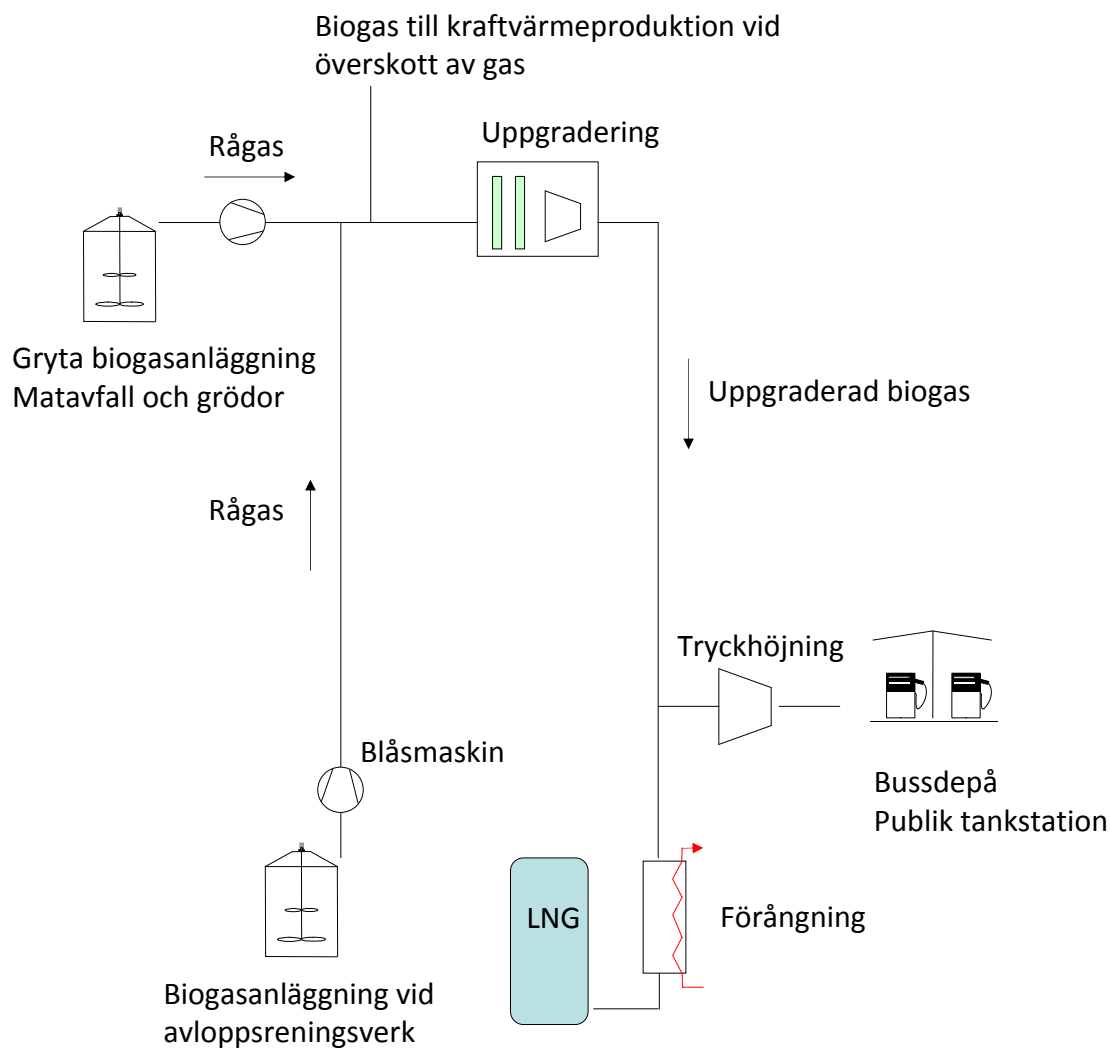 Biogas till kraftvärmeproduktion vid
överskott av gas
Uppgradering
Rågas
Gryta biogasanläggning
Matavfall och grödor
Uppgraderad biogas
Rågas
Tryckhöjning
Blåsmaskin
Bussdepå
Publik tankstation
LNG
Förångning
Biogasanläggning vid
avloppsreningsverk